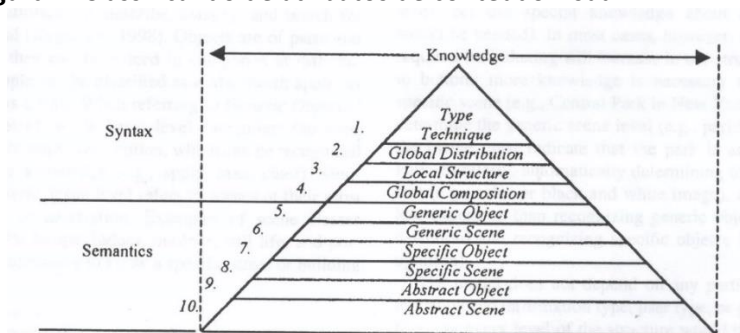 Knowledge
Syntax
1.
Type
Technique
2.
Global Distribution
3.
Local Structure
4.
Global Composition
Generic Object
6.
Generic Scene
Semantics
7.
Specific Object
8.
Specific Scene
9.
Abstract Object
10.
Abstract Scene